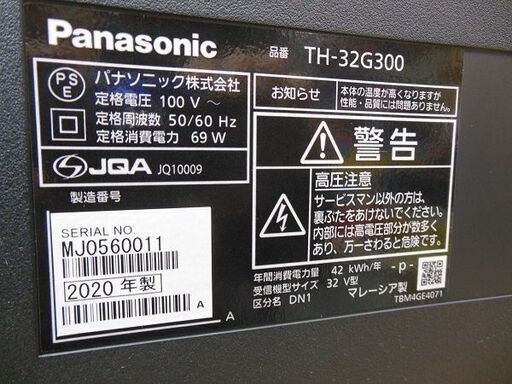 Panasonic
品番 TH-32G300
PS
E
パナソニック株式会社
定格電圧 100 V ～
定格周波数 50/60 Hz
定格消費電力 69 W
JQA JQ10009
製造番号
SERIAL NO.
MJ0560011
2020 年製
A
A
お知らせ
本体の温度が高くなりますが
性能・品質には問題ありません。
警告
高圧注意
サービスマン以外の方は、
裏ぶたをあけないでください。
内部には高電圧部分が数多く
あり、万一さわると危険です。
年間消費電力量 42 kWh/年
受信機型サイズ 32 V型
区分名 DN1
-p-
マレーシア製
TBM4GE4071